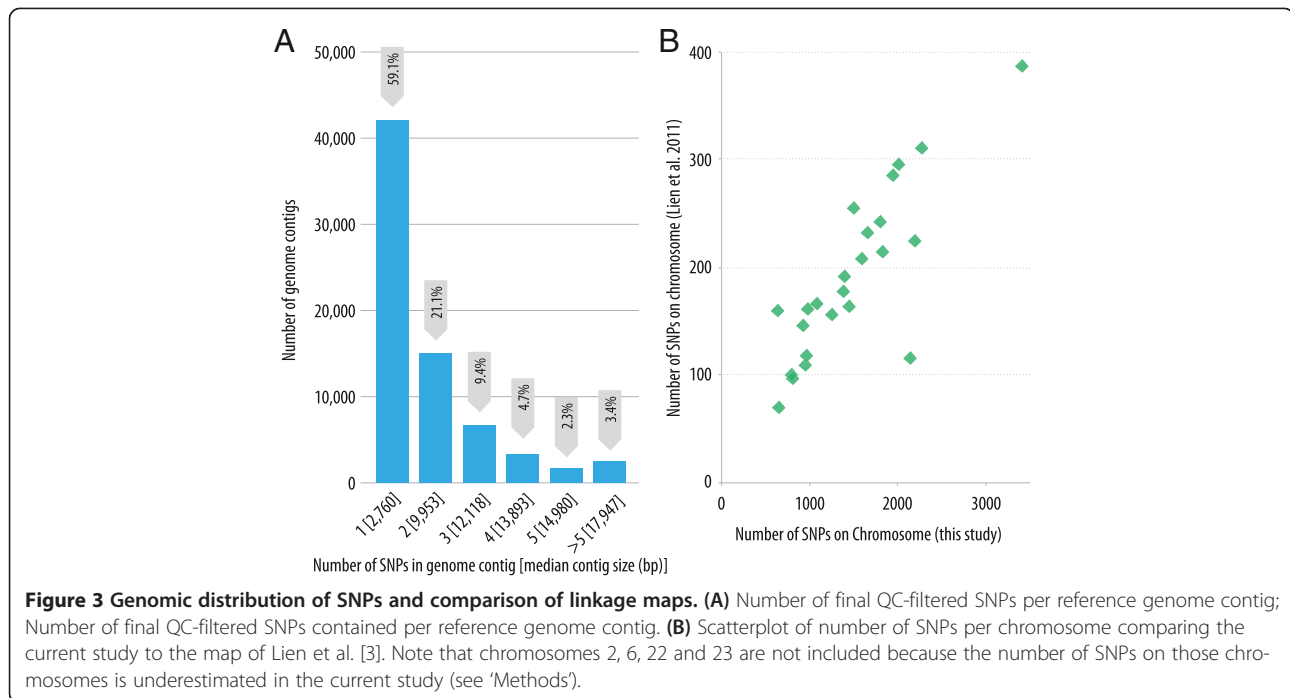 A
50,000
40,000
30,000
20,000
10,000
0
Number of genome contigs
59.1%
21.1%
9.4%
4.7%
2.3%
3.4%
1 [2,760]
2 [9,953]
3 [12,118]
4 [13,893]
5 [14,980]
>5 [17,947]
Number of SNPs in genome contig [median contig size (bp)]
B
400
300
200
100
0
Number of SNPs on chromosome (Lien et al. 2011)
0
1000
2000
3000
Number of SNPs on Chromosome (this study)
Figure 3 Genomic distribution of SNPs and comparison of linkage maps. (A) Number of final QC-filtered SNPs per reference genome contig;
Number of final QC-filtered SNPs contained per reference genome contig. (B) Scatterplot of number of SNPs per chromosome comparing the
current study to the map of Lien et al. [3]. Note that chromosomes 2, 6, 22 and 23 are not included because the number of SNPs on those chro-
mosomes is underestimated in the current study (see 'Methods').